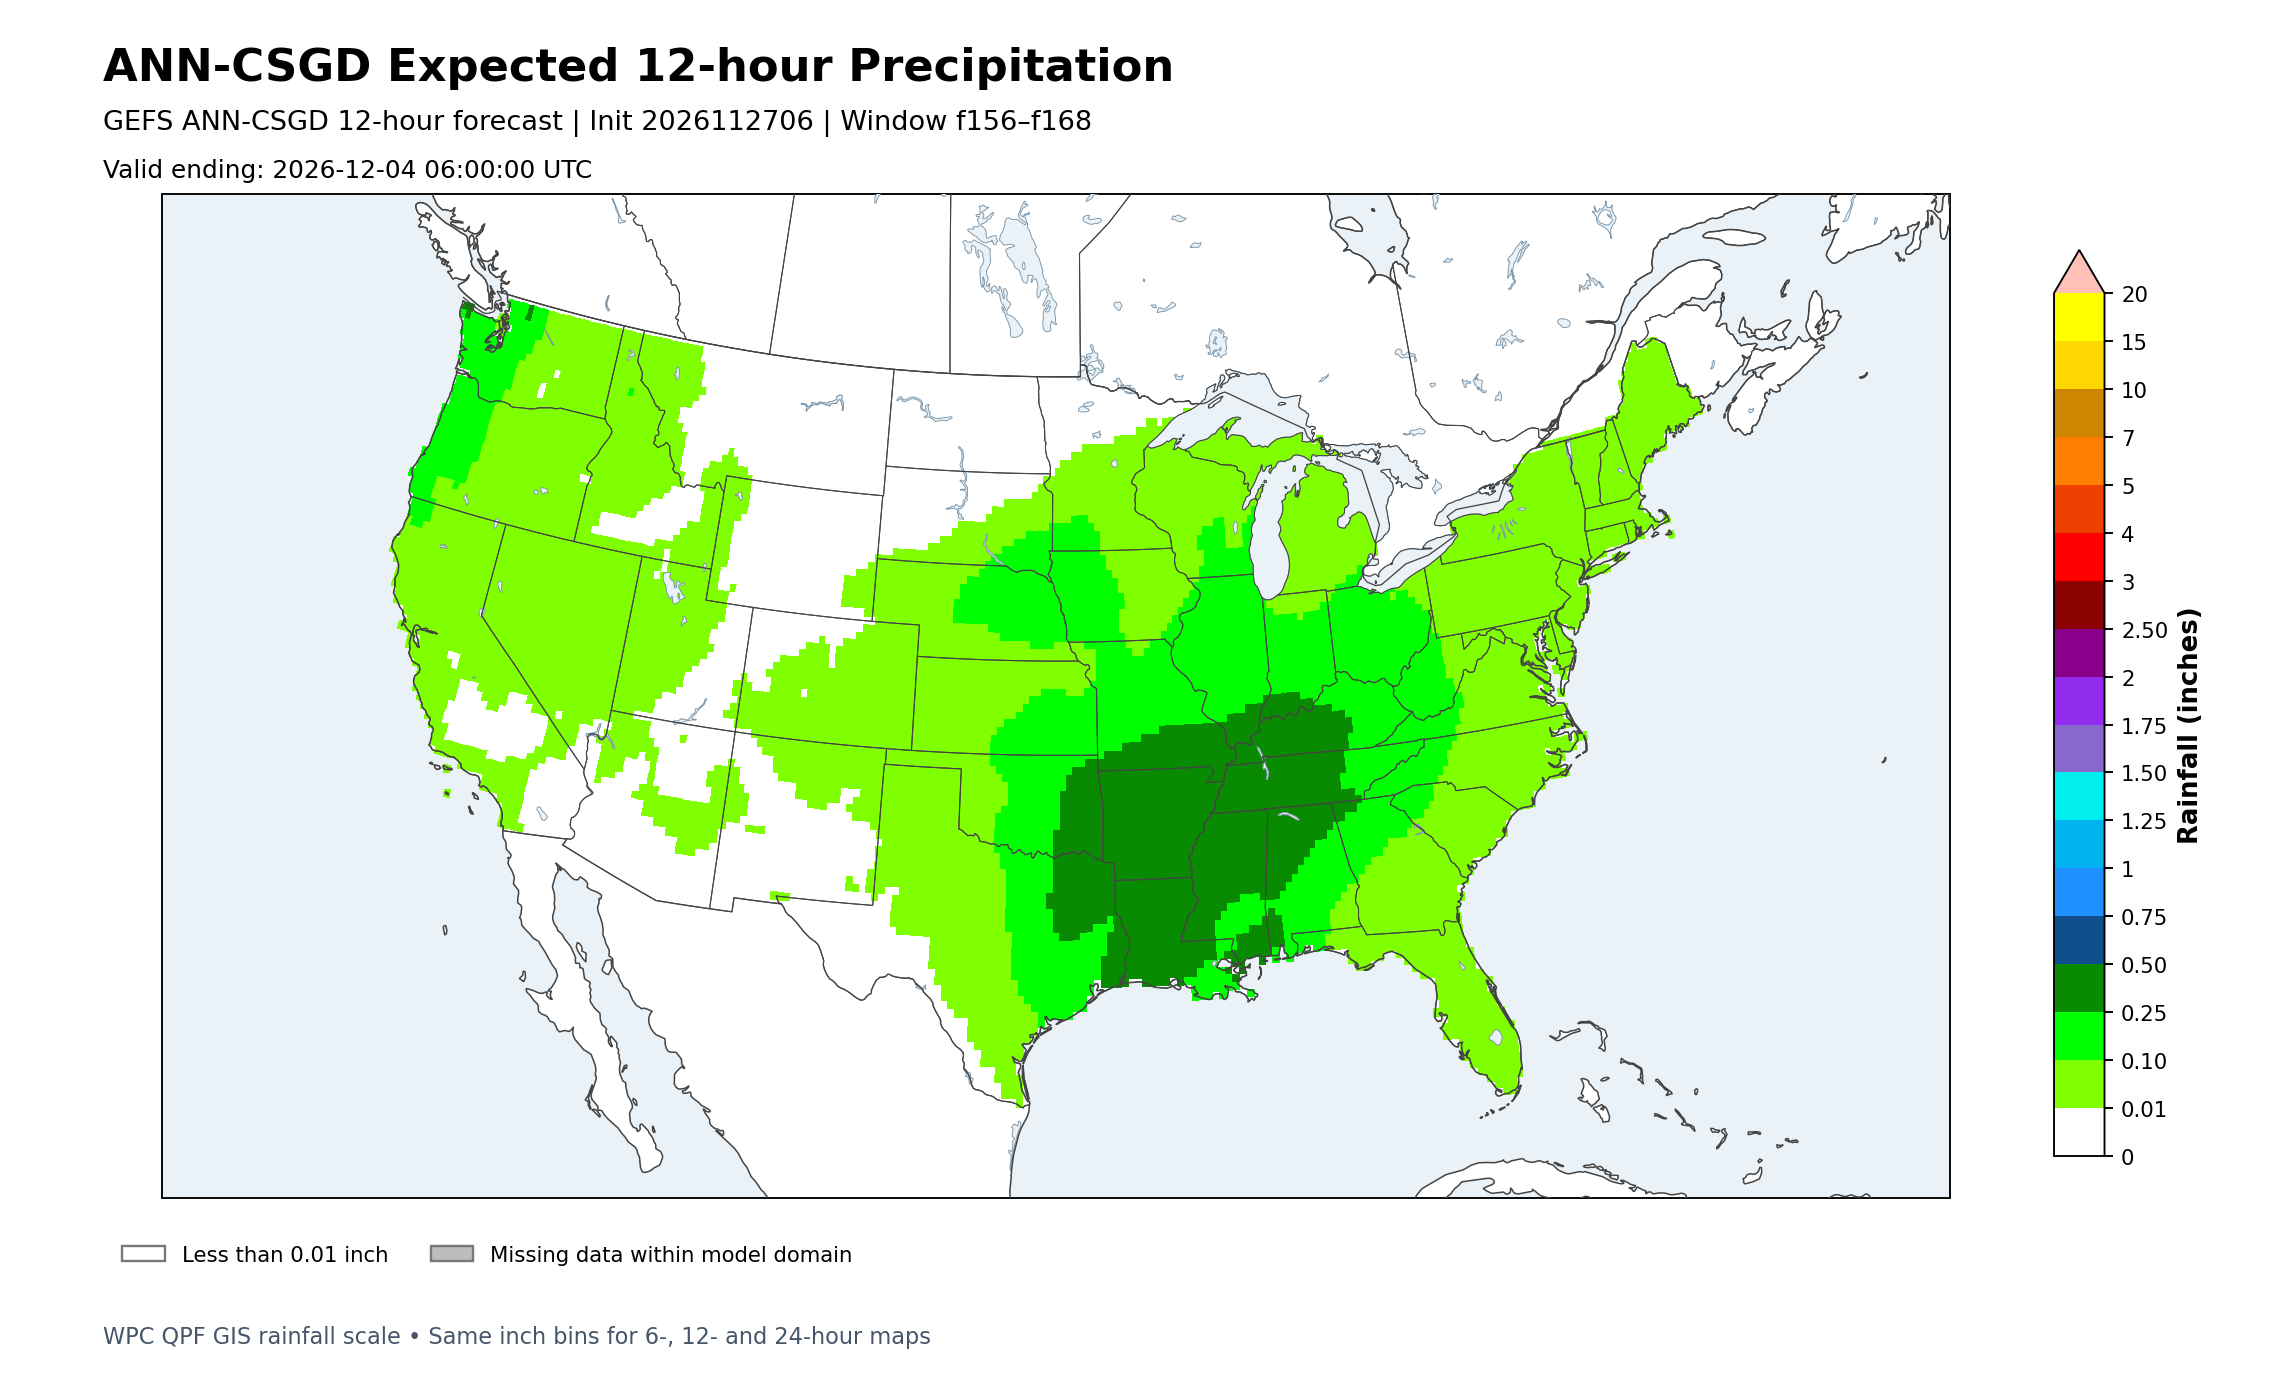 ANN-CSGD Expected 12-hour Precipitation
GEFS ANN-CSGD 12-hour forecast | Init 2026112706 | Window f156–f168
Valid ending: 2026-12-04 06:00:00 UTC
20
15
10
7
5
4
3
2.50
2
1.75
1.50
1.25
1
0.75
0.50
0.25
0.10
0.01
0
Rainfall (inches)
Less than 0.01 inch
Missing data within model domain
WPC QPF GIS rainfall scale • Same inch bins for 6-, 12- and 24-hour maps